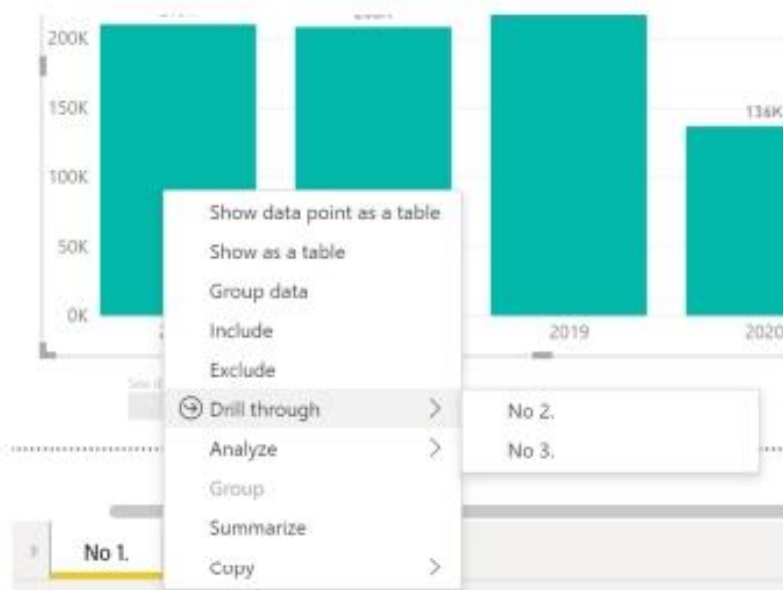 200K
150K
136K
100K
50K
0K
2019
2020
Show data point as a table
Show as a table
Group data
Include
Exclude
Drill through
No 2.
Analyze
No 3.
Group
Summarize
Copy
No 1.